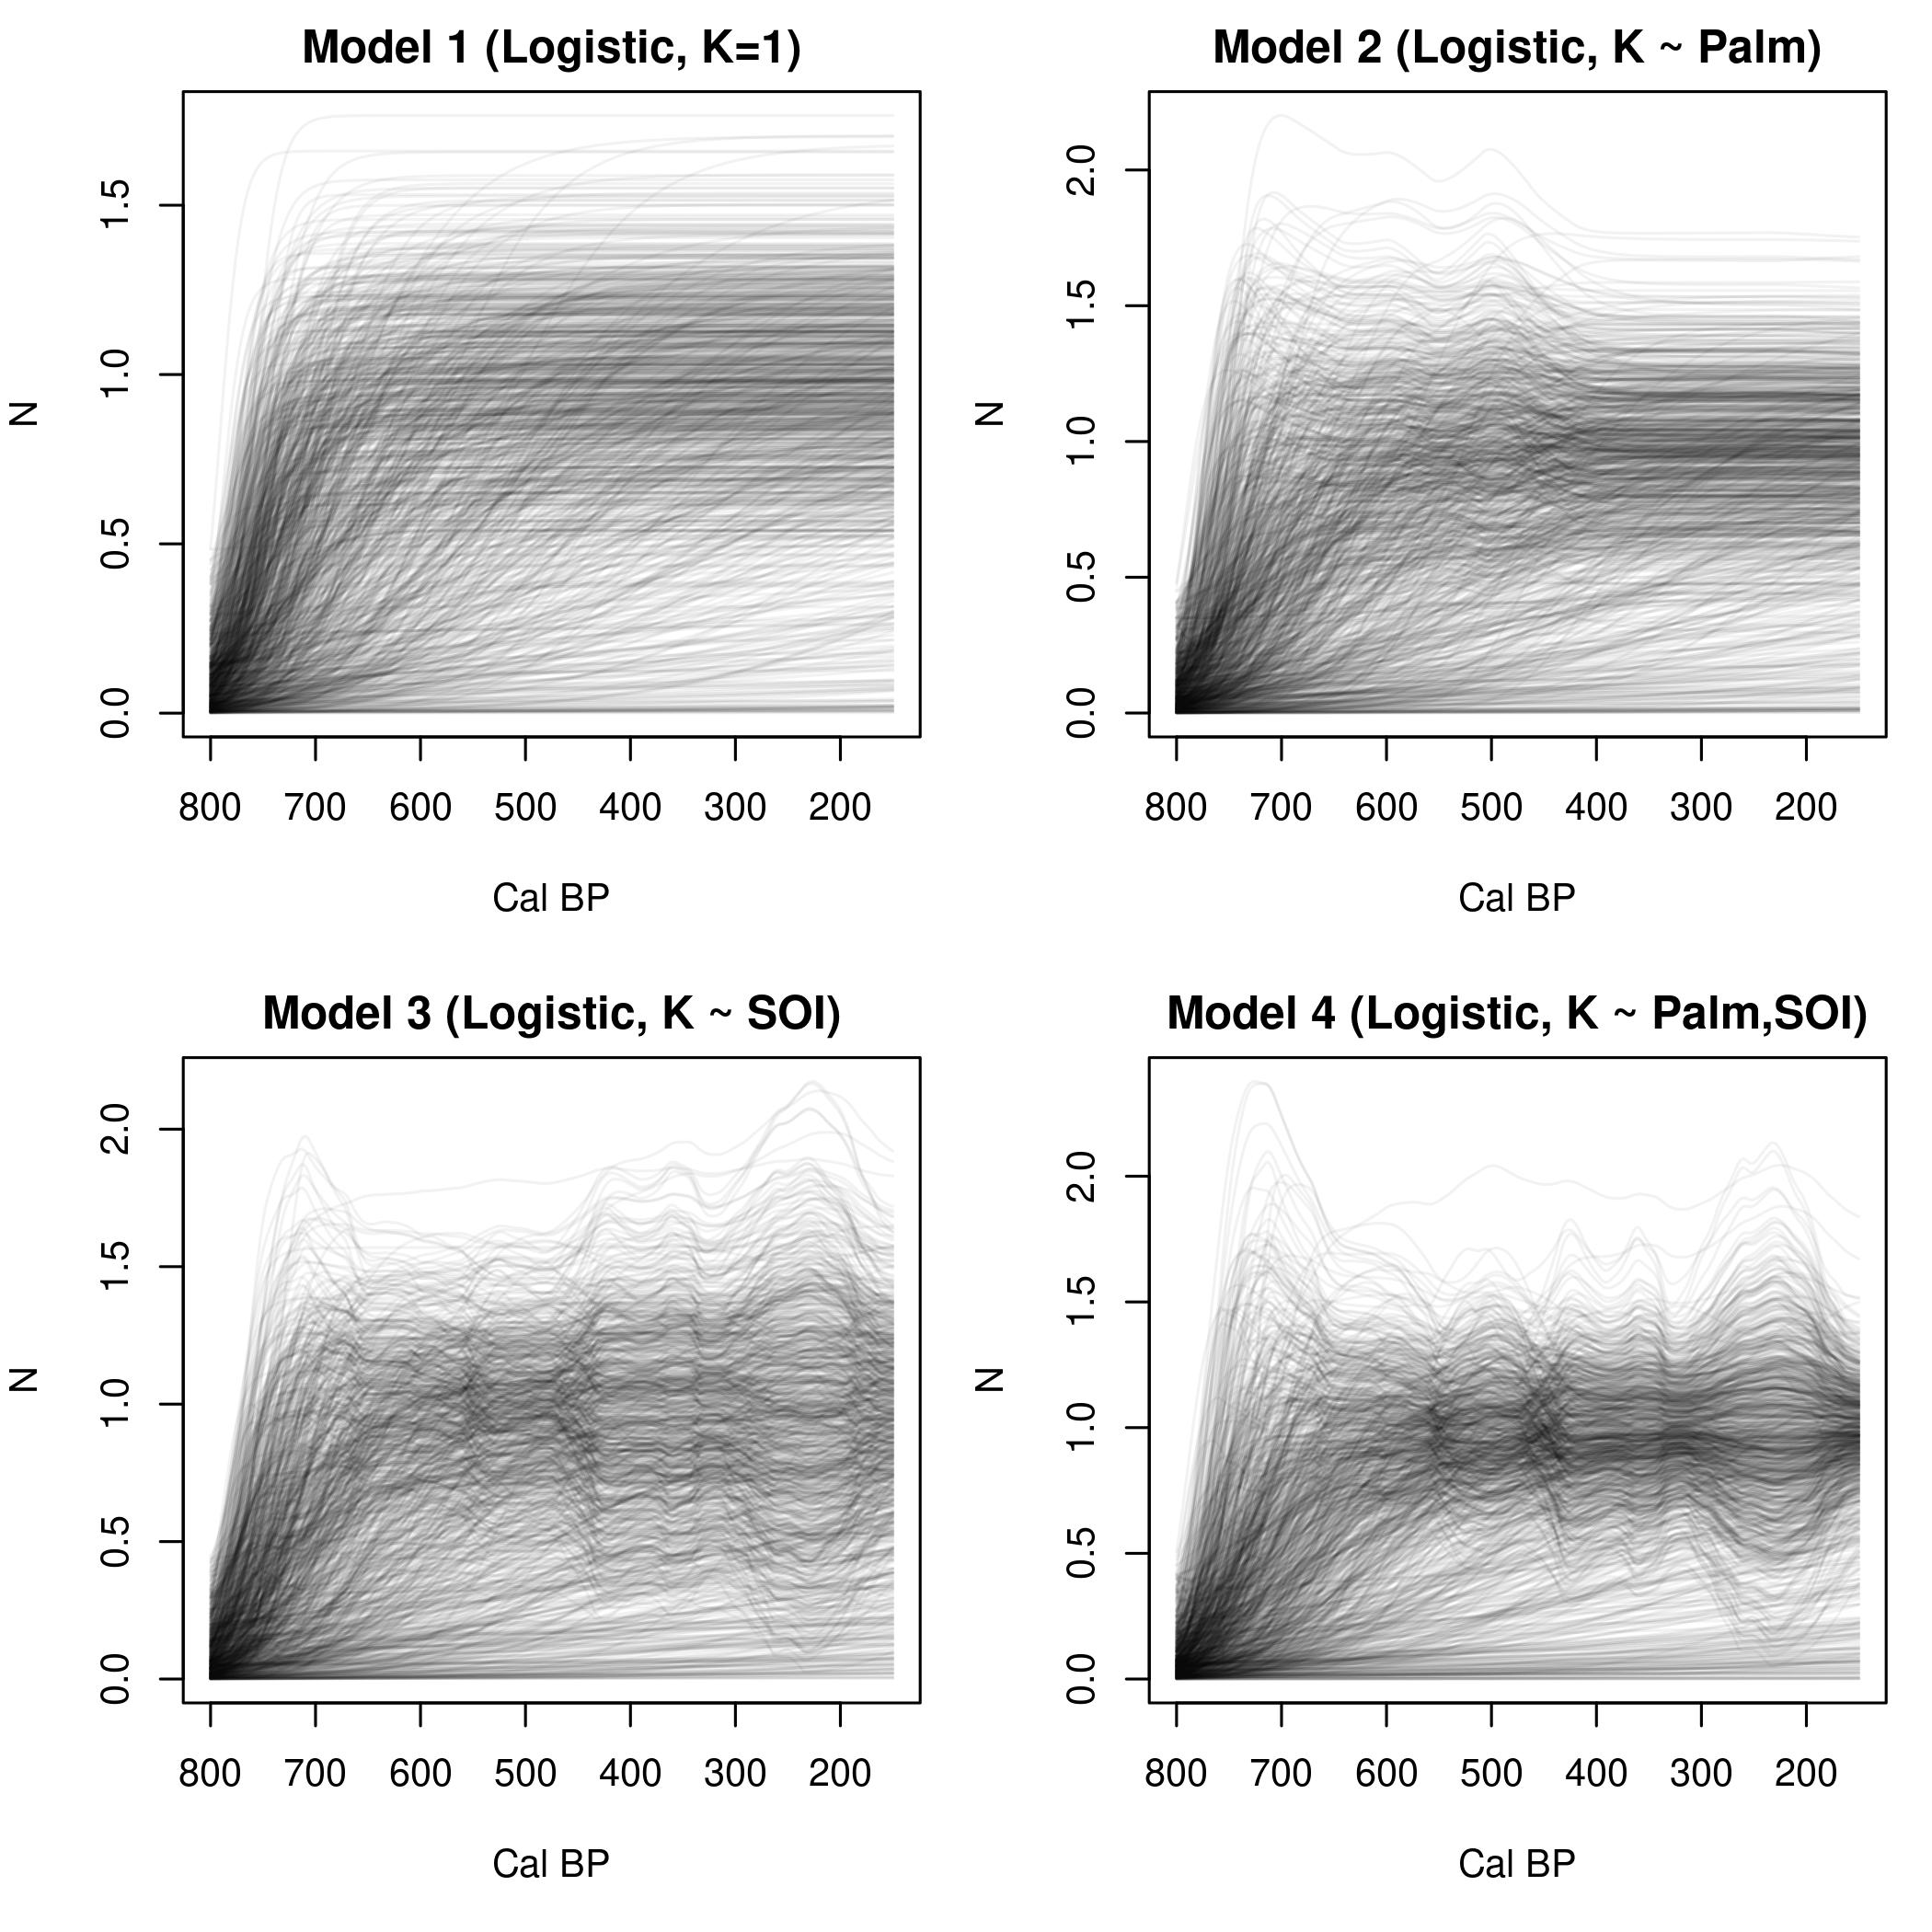 Model 1 (Logistic, K=1)
N
1.5
1.0
0.5
0.0
800 700 600 500 400 300 200
Cal BP
Model 2 (Logistic, K ~ Palm)
N
2.0
1.5
1.0
0.5
0.0
800 700 600 500 400 300 200
Cal BP
Model 3 (Logistic, K ~ SOI)
N
2.0
1.5
1.0
0.5
0.0
800 700 600 500 400 300 200
Cal BP
Model 4 (Logistic, K ~ Palm,SOI)
N
2.0
1.5
1.0
0.5
0.0
800 700 600 500 400 300 200
Cal BP